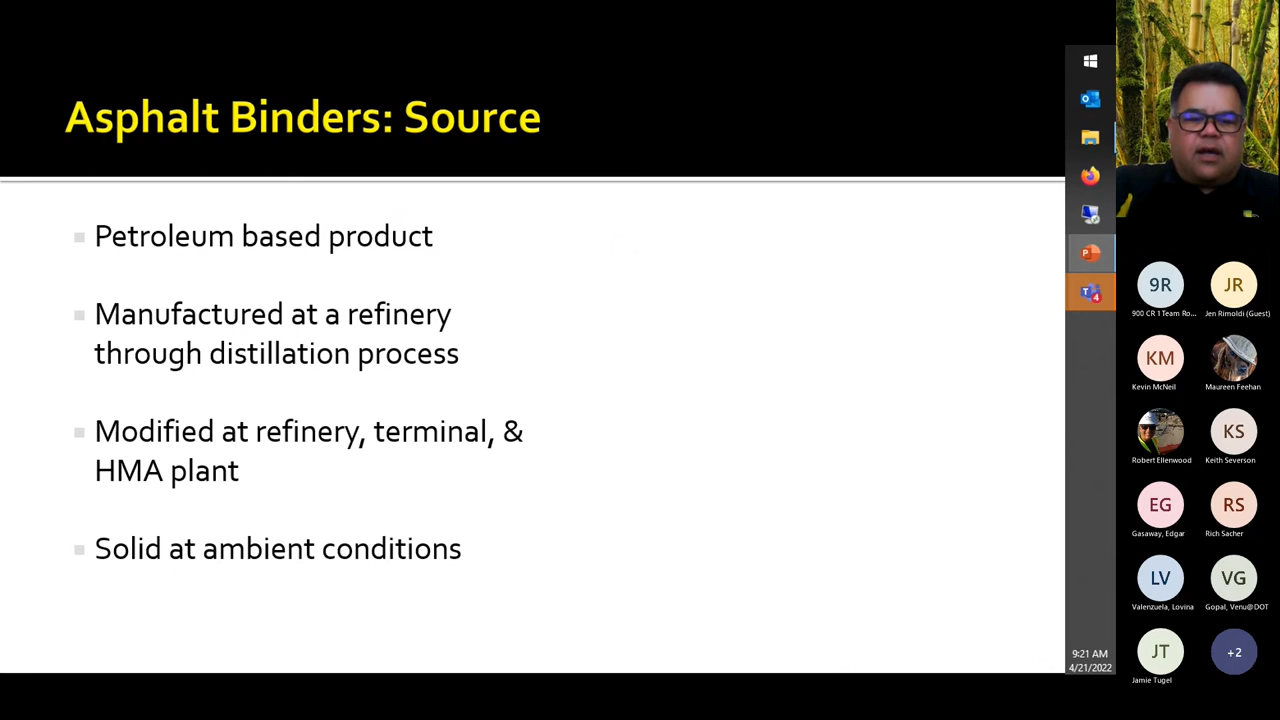 Asphalt Binders: Source
Petroleum based product
Manufactured at a refinery
through distillation process
Modified at refinery, terminal, &
HMA plant
Solid at ambient conditions
4
9:21 AM
4/21/2022
9R
JR
900 CR 1 Team Ro...
Jen Rimoldi (Guest)
KM
Kevin McNeil
Maureen Feehan
KS
Robert Ellenwood
Keith Severson
EG
RS
Gasaway, Edgar
Rich Sacher
LV
VG
Valenzuela, Lovina
Gopal, Venu@DOT
JT
+2
Jamie Tugel